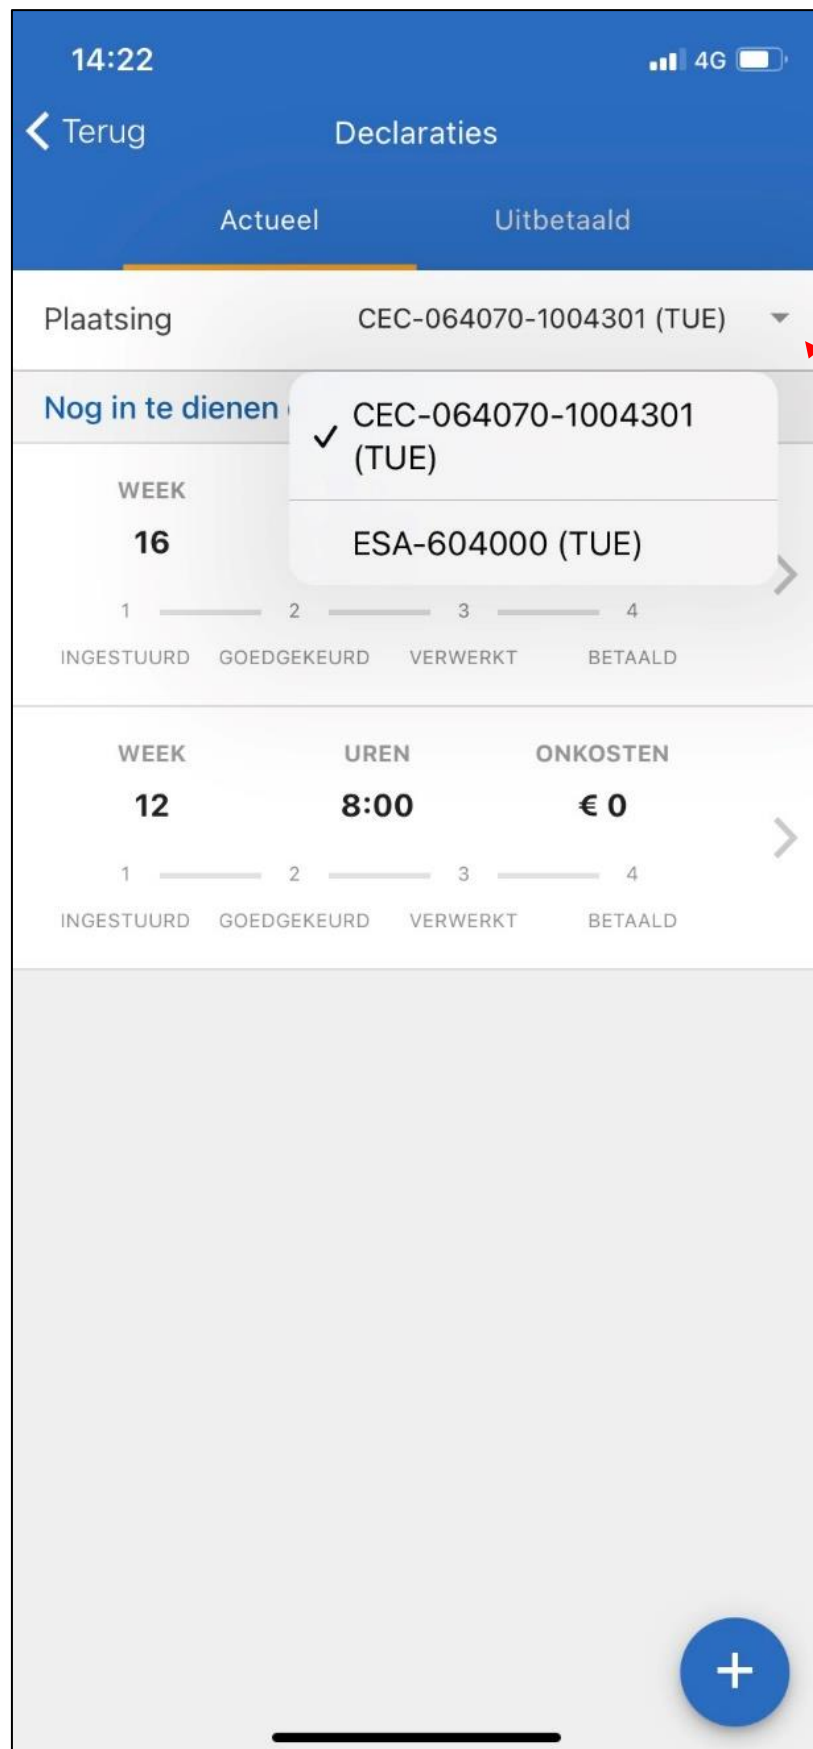 14:22 4G
Terug Declaraties
Actueel Uitbetaald
Plaatsing CEC-064070-1004301 (TUE)
Nog in te dienen
CEC-064070-1004301
(TUE)
ESA-604000 (TUE)
WEEK
16
1 2 3 4
INGESTUURD GOEDGEKEURD VERWERKT BETAALD
WEEK UREN ONKOSTEN
12 8:00 € 0
1 2 3 4
INGESTUURD GOEDGEKEURD VERWERKT BETAALD
+